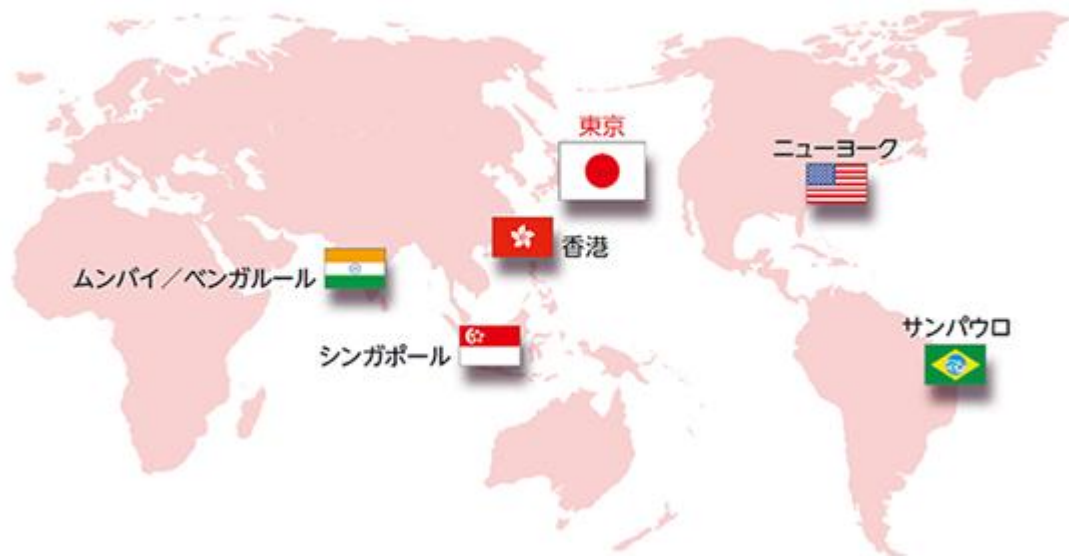 東京
ニューヨーク
香港
ムンバイ／ベンガルール
サンパウロ
シンガポール